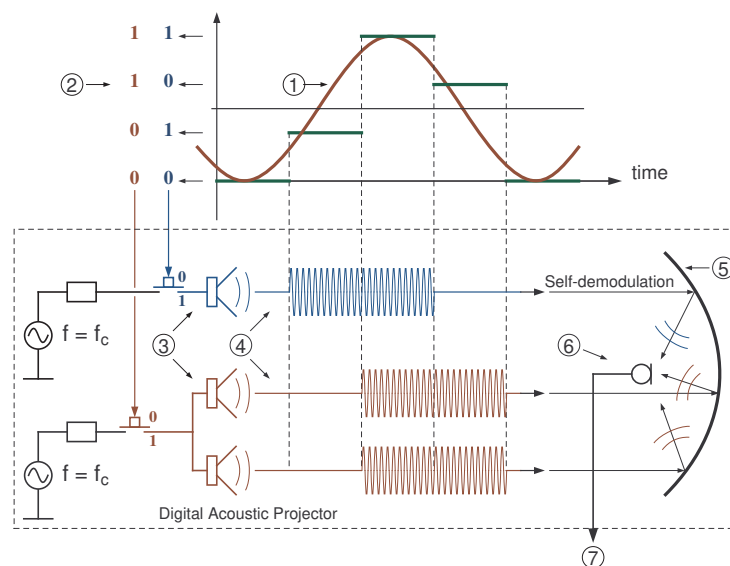 1 1
② 1 0 ①
0 1
0 0 time
0
1
Self-demodulation ⑤
f = fc ③ ④ ⑥
0
1
f = fc
Digital Acoustic Projector
⑦